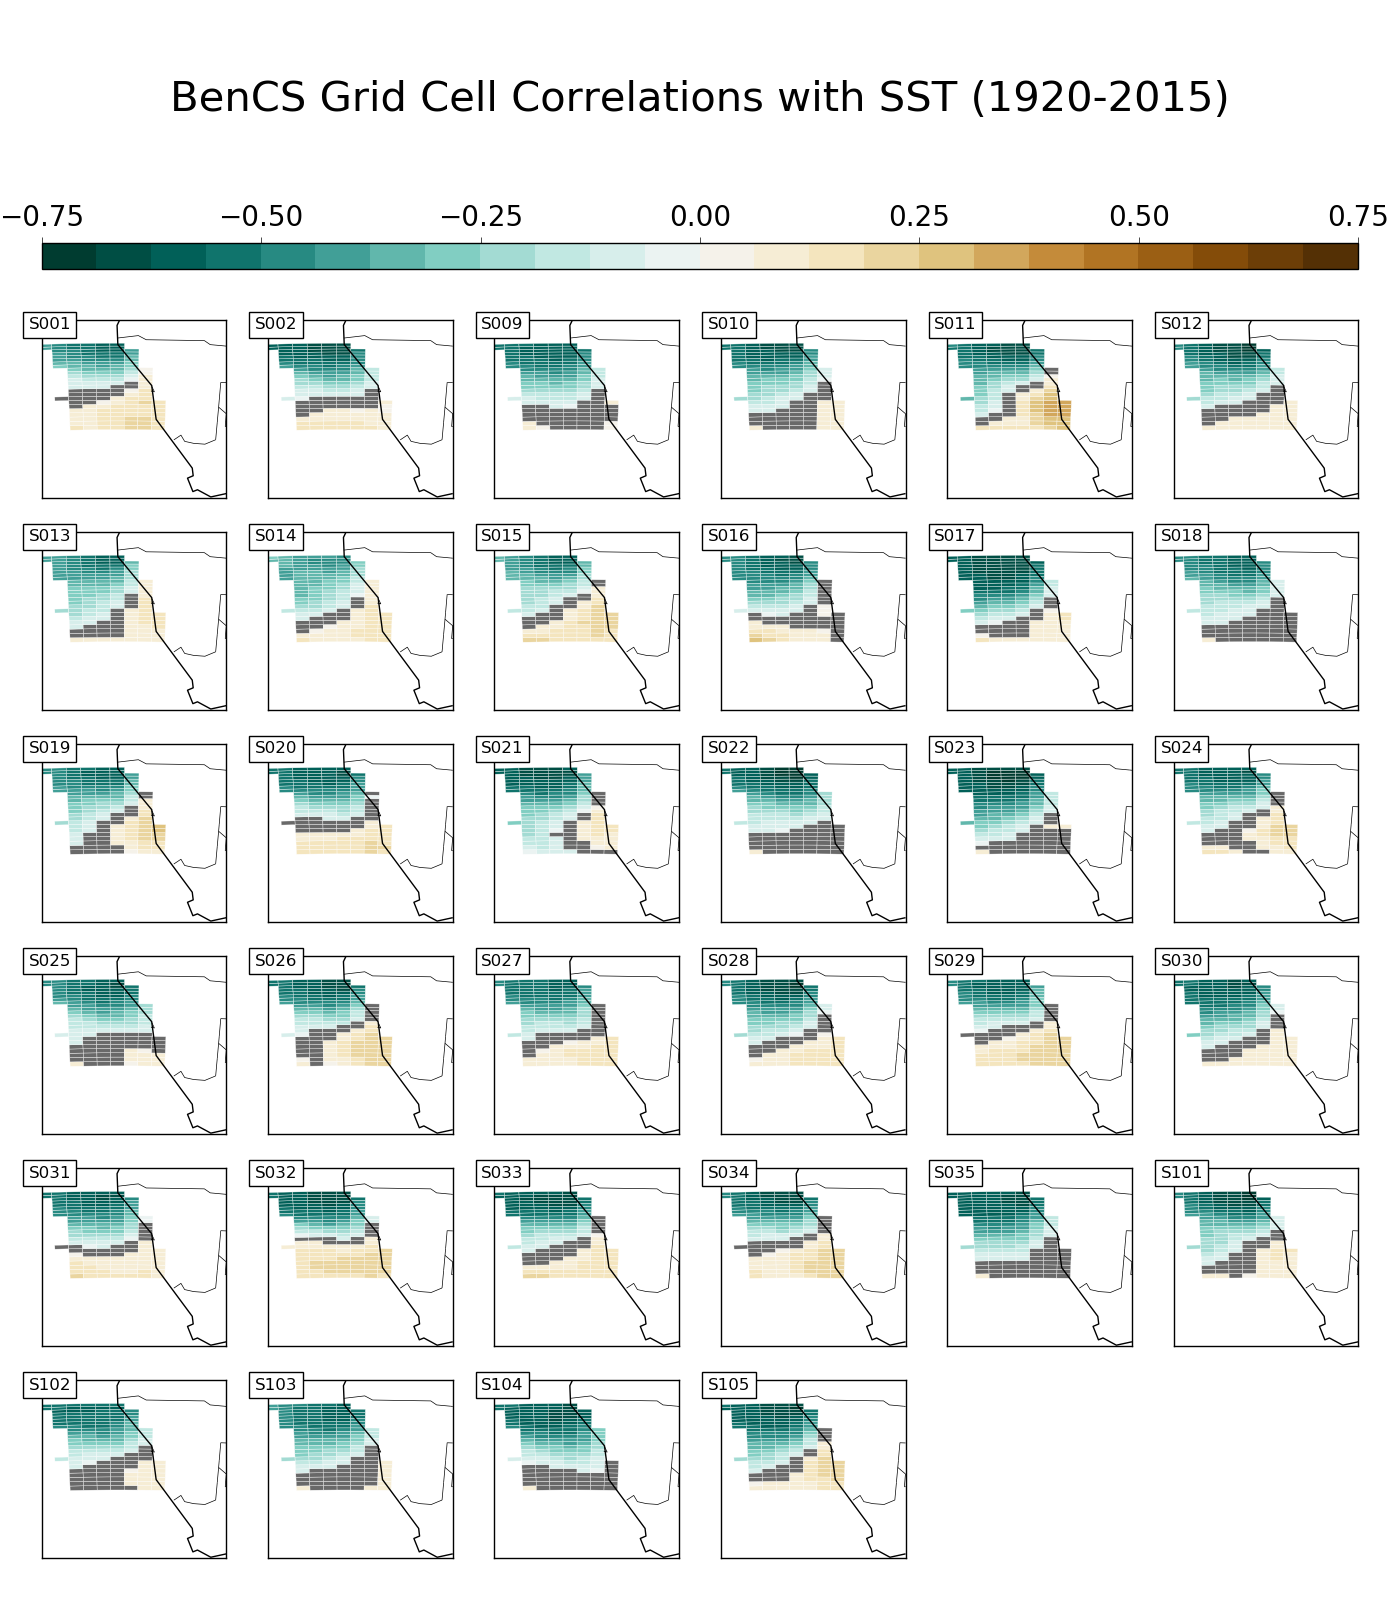 BenCS Grid Cell Correlations with SST (1920-2015)
−0.75 −0.50 −0.25 0.00 0.25 0.50 0.75
S001 S002 S009 S010 S011 S012
S013 S014 S015 S016 S017 S018
S019 S020 S021 S022 S023 S024
S025 S026 S027 S028 S029 S030
S031 S032 S033 S034 S035 S101
S102 S103 S104 S105